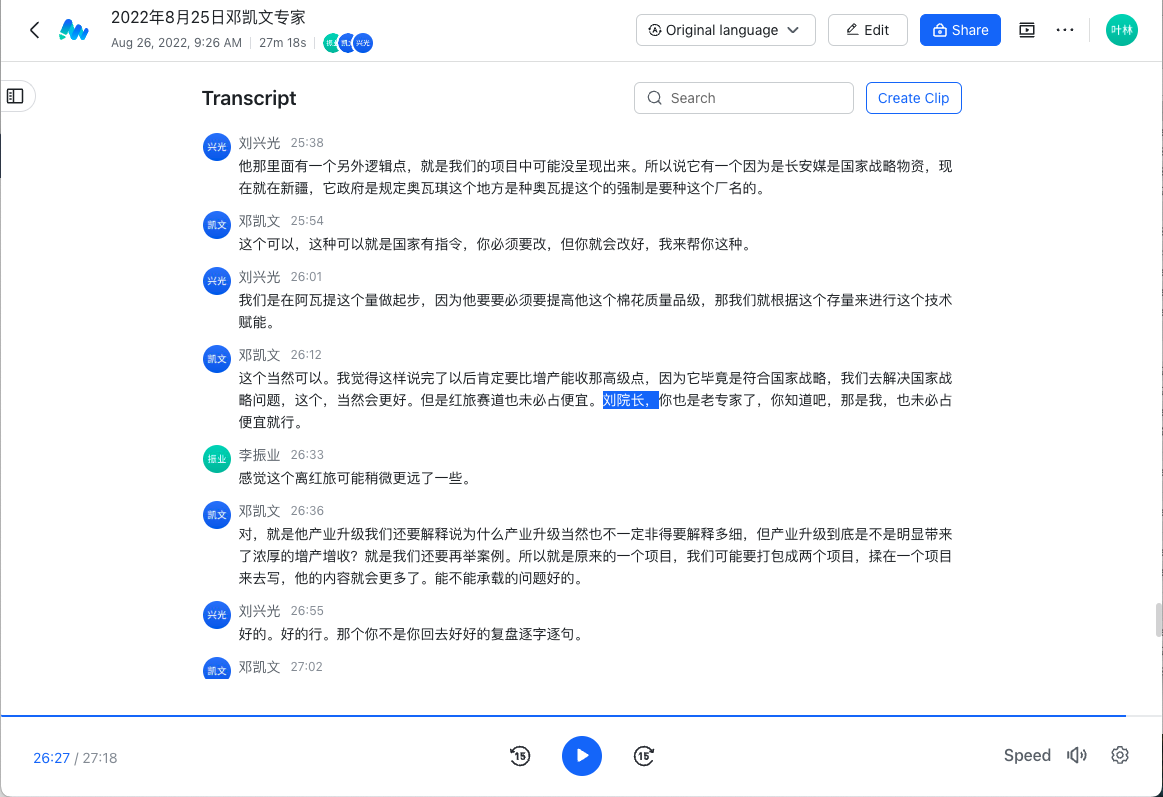 2022年8月25日邓凯文专家
Aug 26, 2022, 9:26 AM 27m 18s 振业 凯文 兴光
Original language
Edit
Share
叶林
Transcript
Search
Create Clip
兴光 刘兴光 25:38
他那里面有一个另外逻辑点，就是我们的项目中可能没呈现出来。所以说它有一个因为是长安媒是国家战略物资，现
在就在新疆，它政府是规定奥瓦琪这个地方是种奥瓦提这个的强制是要种这个厂名的。
凯文 邓凯文 25:54
这个可以，这种可以就是国家有指令，你必须要改，但你就会改好，我来帮你这种。
兴光 刘兴光 26:01
我们是在阿瓦提这个量做起步，因为他要要必须要提高他这个棉花质量品级，那我们就根据这个存量来进行这个技术
赋能。
凯文 邓凯文 26:12
这个当然可以。我觉得这样说完了以后肯定要比增产能收那高级点，因为它毕竟是符合国家战略，我们去解决国家战
略问题，这个，当然会更好。但是红旅赛道也未必占便宜。刘院长，你也是老专家了，你知道吧，那是我，也未必占
便宜就行。
振业 李振业 26:33
感觉这个离红旅可能稍微更远了一些。
凯文 邓凯文 26:36
对，就是他产业升级我们还要解释说为什么产业升级当然也不一定非得要解释多细，但产业升级到底是不是明显带来
了浓厚的增产增收？就是我们还要再举案例。所以就是原来的一个项目，我们可能要打包成两个项目，揉在一个项目
来去写，他的内容就会更多了。能不能承载的问题好的。
兴光 刘兴光 26:55
好的。好的行。那个你不是你回去好好的复盘逐字逐句。
凯文 邓凯文 27:02
26:27 / 27:18
15
15
Speed